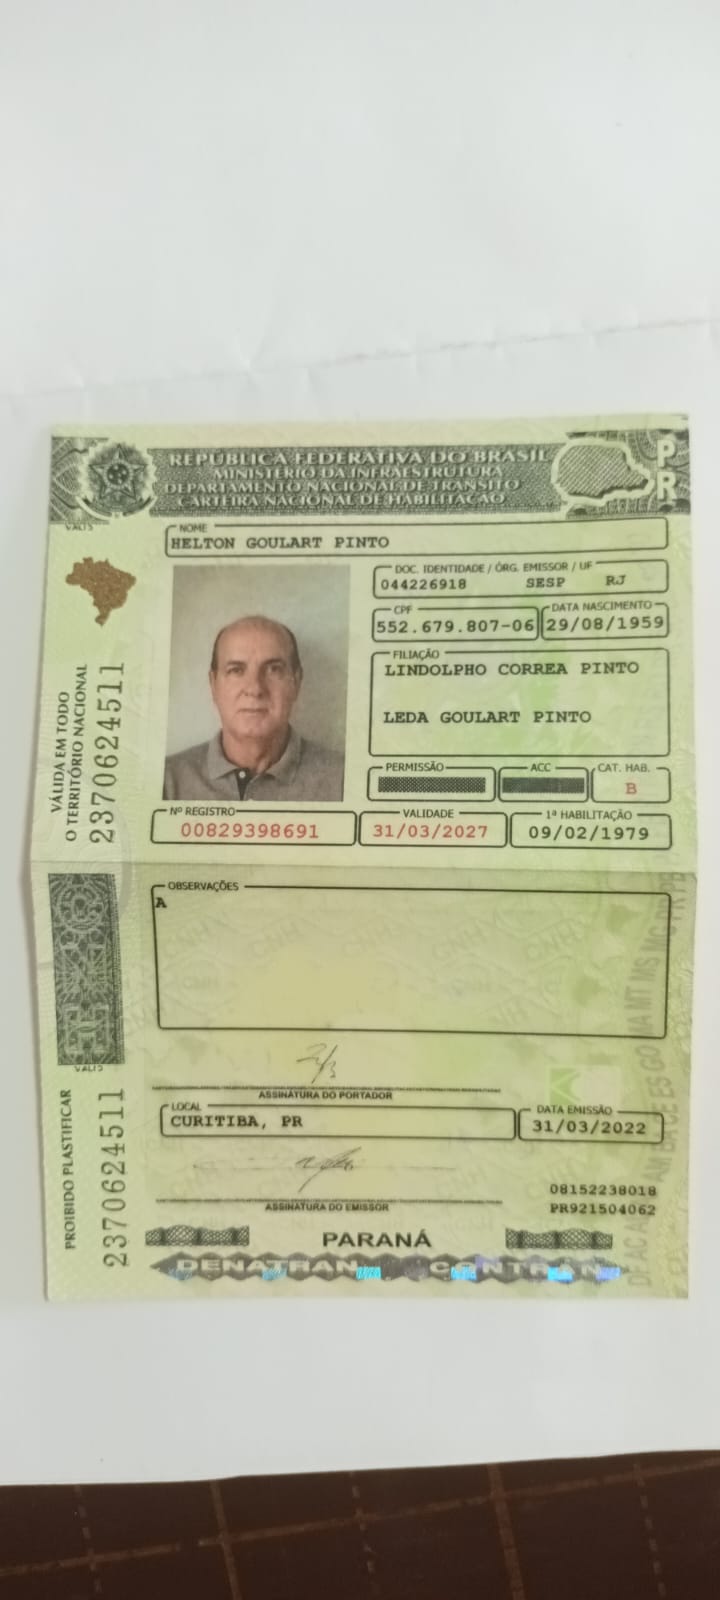 REPÚBLICA FEDERATIVA DO BRASIL
MINISTÉRIO DA INFRAESTRUTURA
DEPARTAMENTO NACIONAL DE TRÂNSITO
CARTEIRA NACIONAL DE HABILITAÇÃO
PR
NOME
HELTON GOULART PINTO
DOC. IDENTIDADE / ÓRG. EMISSOR / UF
044226918 SESP RJ
CPF DATA NASCIMENTO
552.679.807-06 29/08/1959
FILIAÇÃO
LINDOLPHO CORREA PINTO
LEDA GOULART PINTO
PERMISSÃO ACC CAT. HAB.
B
Nº REGISTRO VALIDADE 1ª HABILITAÇÃO
00829398691 31/03/2027 09/02/1979
VÁLIDA EM TODO
O TERRITÓRIO NACIONAL
2370624511
OBSERVAÇÕES
A
ASSINATURA DO PORTADOR
LOCAL DATA EMISSÃO
CURITIBA, PR 31/03/2022
ASSINATURA DO EMISSOR
08152238018
PR921504062
PARANÁ
DENATRAN CONTRAN
PROIBIDO PLASTIFICAR
2370624511